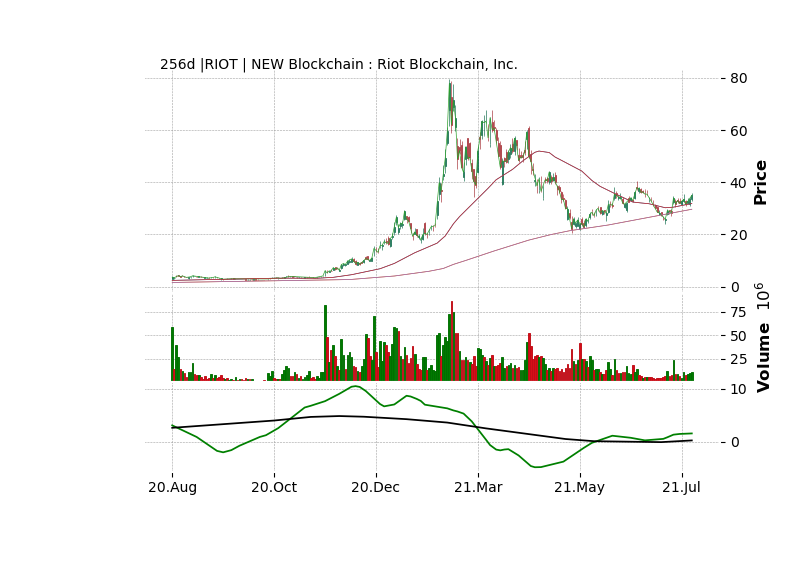 256d |RIOT | NEW Blockchain : Riot Blockchain, Inc.
80
60
40
20
0
Price
10^6
75
50
25
Volume
10
0
20.Aug 20.Oct 20.Dec 21.Mar 21.May 21.Jul